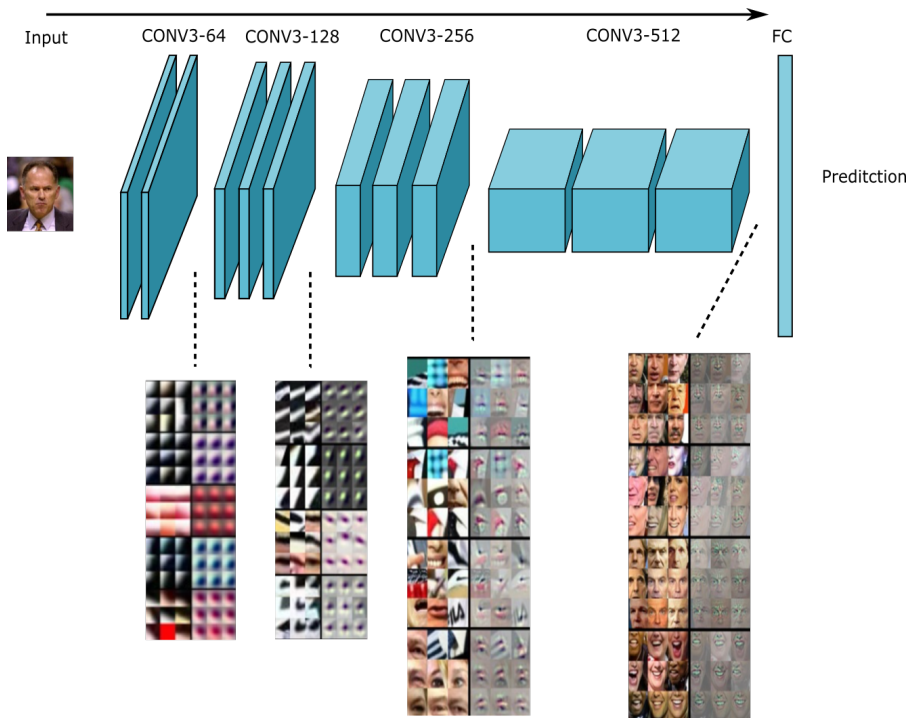 Input
CONV3-64
CONV3-128
CONV3-256
CONV3-512
FC
Preditction